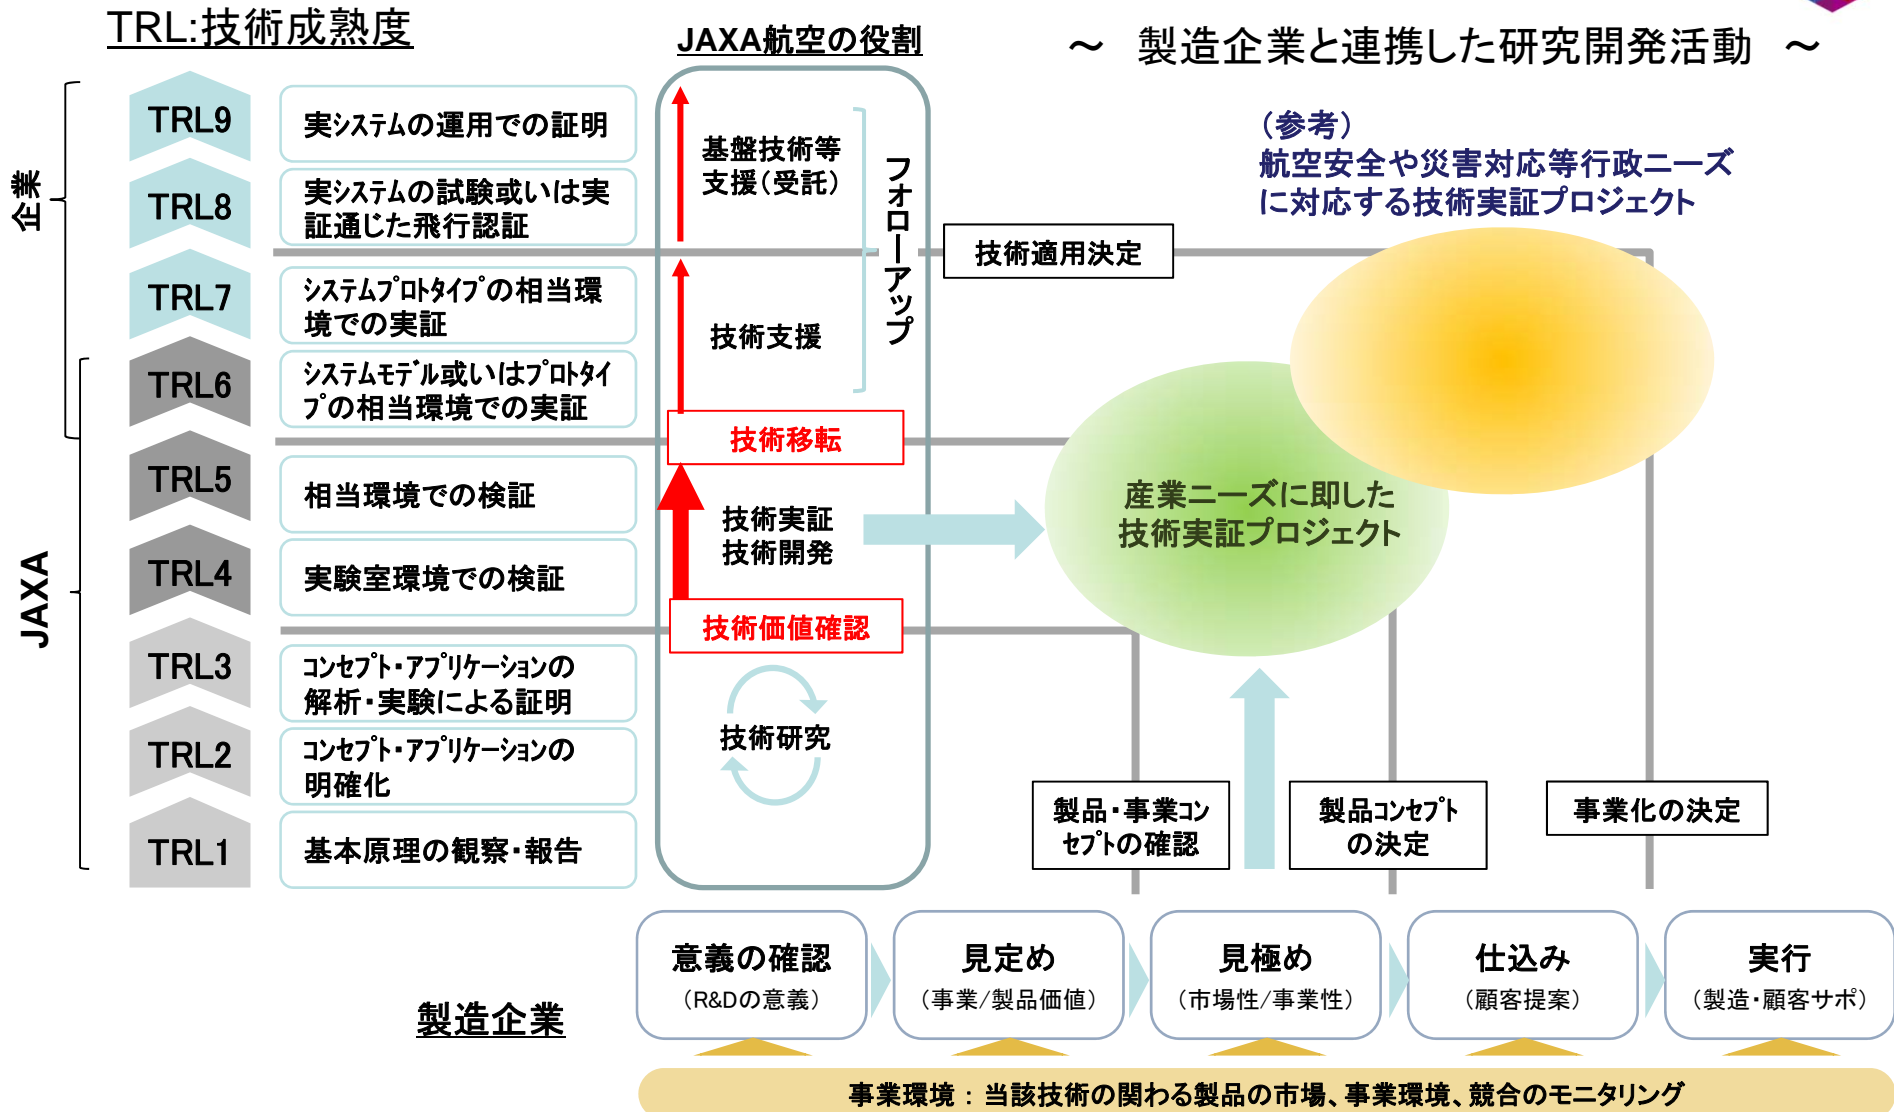 TRL:技術成熟度
JAXA航空の役割
～　製造企業と連携した研究開発活動　～
企業
JAXA
TRL9
実システムの運用での証明
TRL8
実システムの試験或いは実
証通じた飛行認証
TRL7
システムプロトタイプの相当環
境での実証
TRL6
システムモデル或いはプロトタイ
プの相当環境での実証
TRL5
相当環境での検証
TRL4
実験室環境での検証
TRL3
コンセプト・アプリケーションの
解析・実験による証明
TRL2
コンセプト・アプリケーションの
明確化
TRL1
基本原理の観察・報告
基盤技術等
支援（受託）
フォローアップ
技術支援
技術移転
技術実証
技術開発
技術価値確認
技術研究
（参考）
航空安全や災害対応等行政ニーズ
に対応する技術実証プロジェクト
技術適用決定
産業ニーズに即した
技術実証プロジェクト
製品・事業コン
セプトの確認
製品コンセプト
の決定
事業化の決定
製造企業
意義の確認
（R&Dの意義）
見定め
（事業/製品価値）
見極め
（市場性/事業性）
仕込み
（顧客提案）
実行
（製造・顧客サポ）
事業環境：当該技術の関わる製品の市場、事業環境、競合のモニタリング